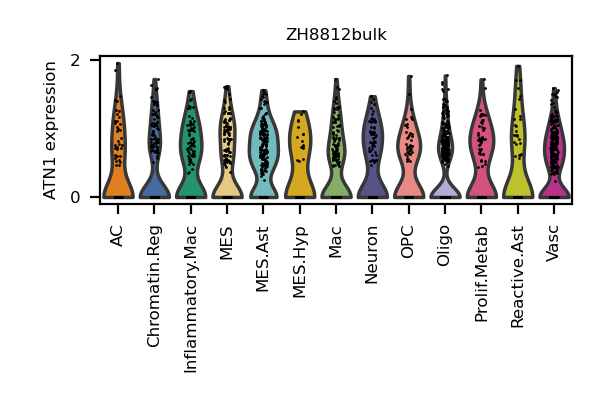 ZH8812bulk
ATN1 expression
2
0
AC
Chromatin.Reg
Inflammatory.Mac
MES
MES.Ast
MES.Hyp
Mac
Neuron
OPC
Oligo
Prolif.Metab
Reactive.Ast
Vasc